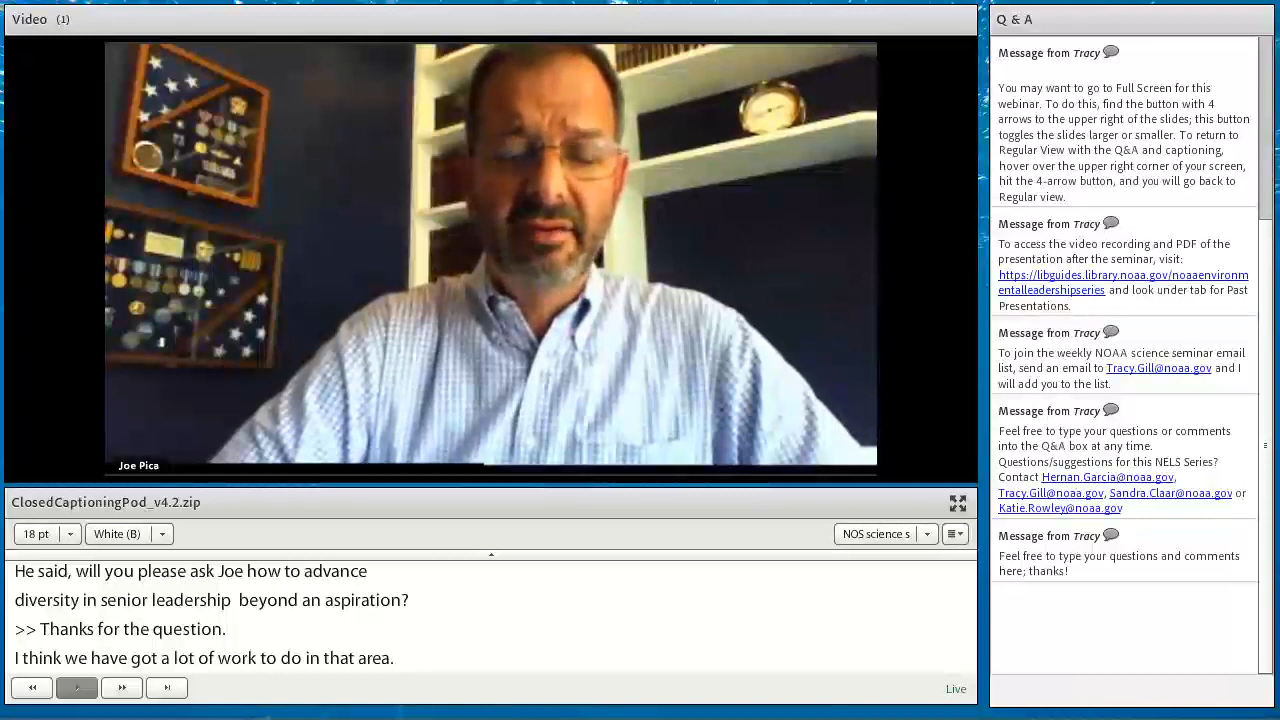 Video (1)
Joe Pica
ClosedCaptioningPod_v4.2.zip
18 pt
White (B)
NOS science s
He said, will you please ask Joe how to advance
diversity in senior leadership beyond an aspiration?
>> Thanks for the question.
I think we have got a lot of work to do in that area.
Live
Q & A
Message from Tracy
You may want to go to Full Screen for this
webinar. To do this, find the button with 4
arrows to the upper right of the slides; this button
toggles the slides larger or smaller. To return to
Regular View with the Q&A and captioning,
hover over the upper right corner of your screen,
hit the 4-arrow button, and you will go back to
Regular view.
Message from Tracy
To access the video recording and PDF of the
presentation after the seminar, visit:
https://libguides.library.noaa.gov/noaaenvironm
entalleadershipseries and look under tab for Past
Presentations.
Message from Tracy
To join the weekly NOAA science seminar email
list, send an email to Tracy.Gill@noaa.gov and I
will add you to the list.
Message from Tracy
Feel free to type your questions or comments
into the Q&A box at any time.
Questions/suggestions for this NELS Series?
Contact Hernan.Garcia@noaa.gov,
Tracy.Gill@noaa.gov, Sandra.Claar@noaa.gov or
Katie.Rowley@noaa.gov
Message from Tracy
Feel free to type your questions and comments
here; thanks!